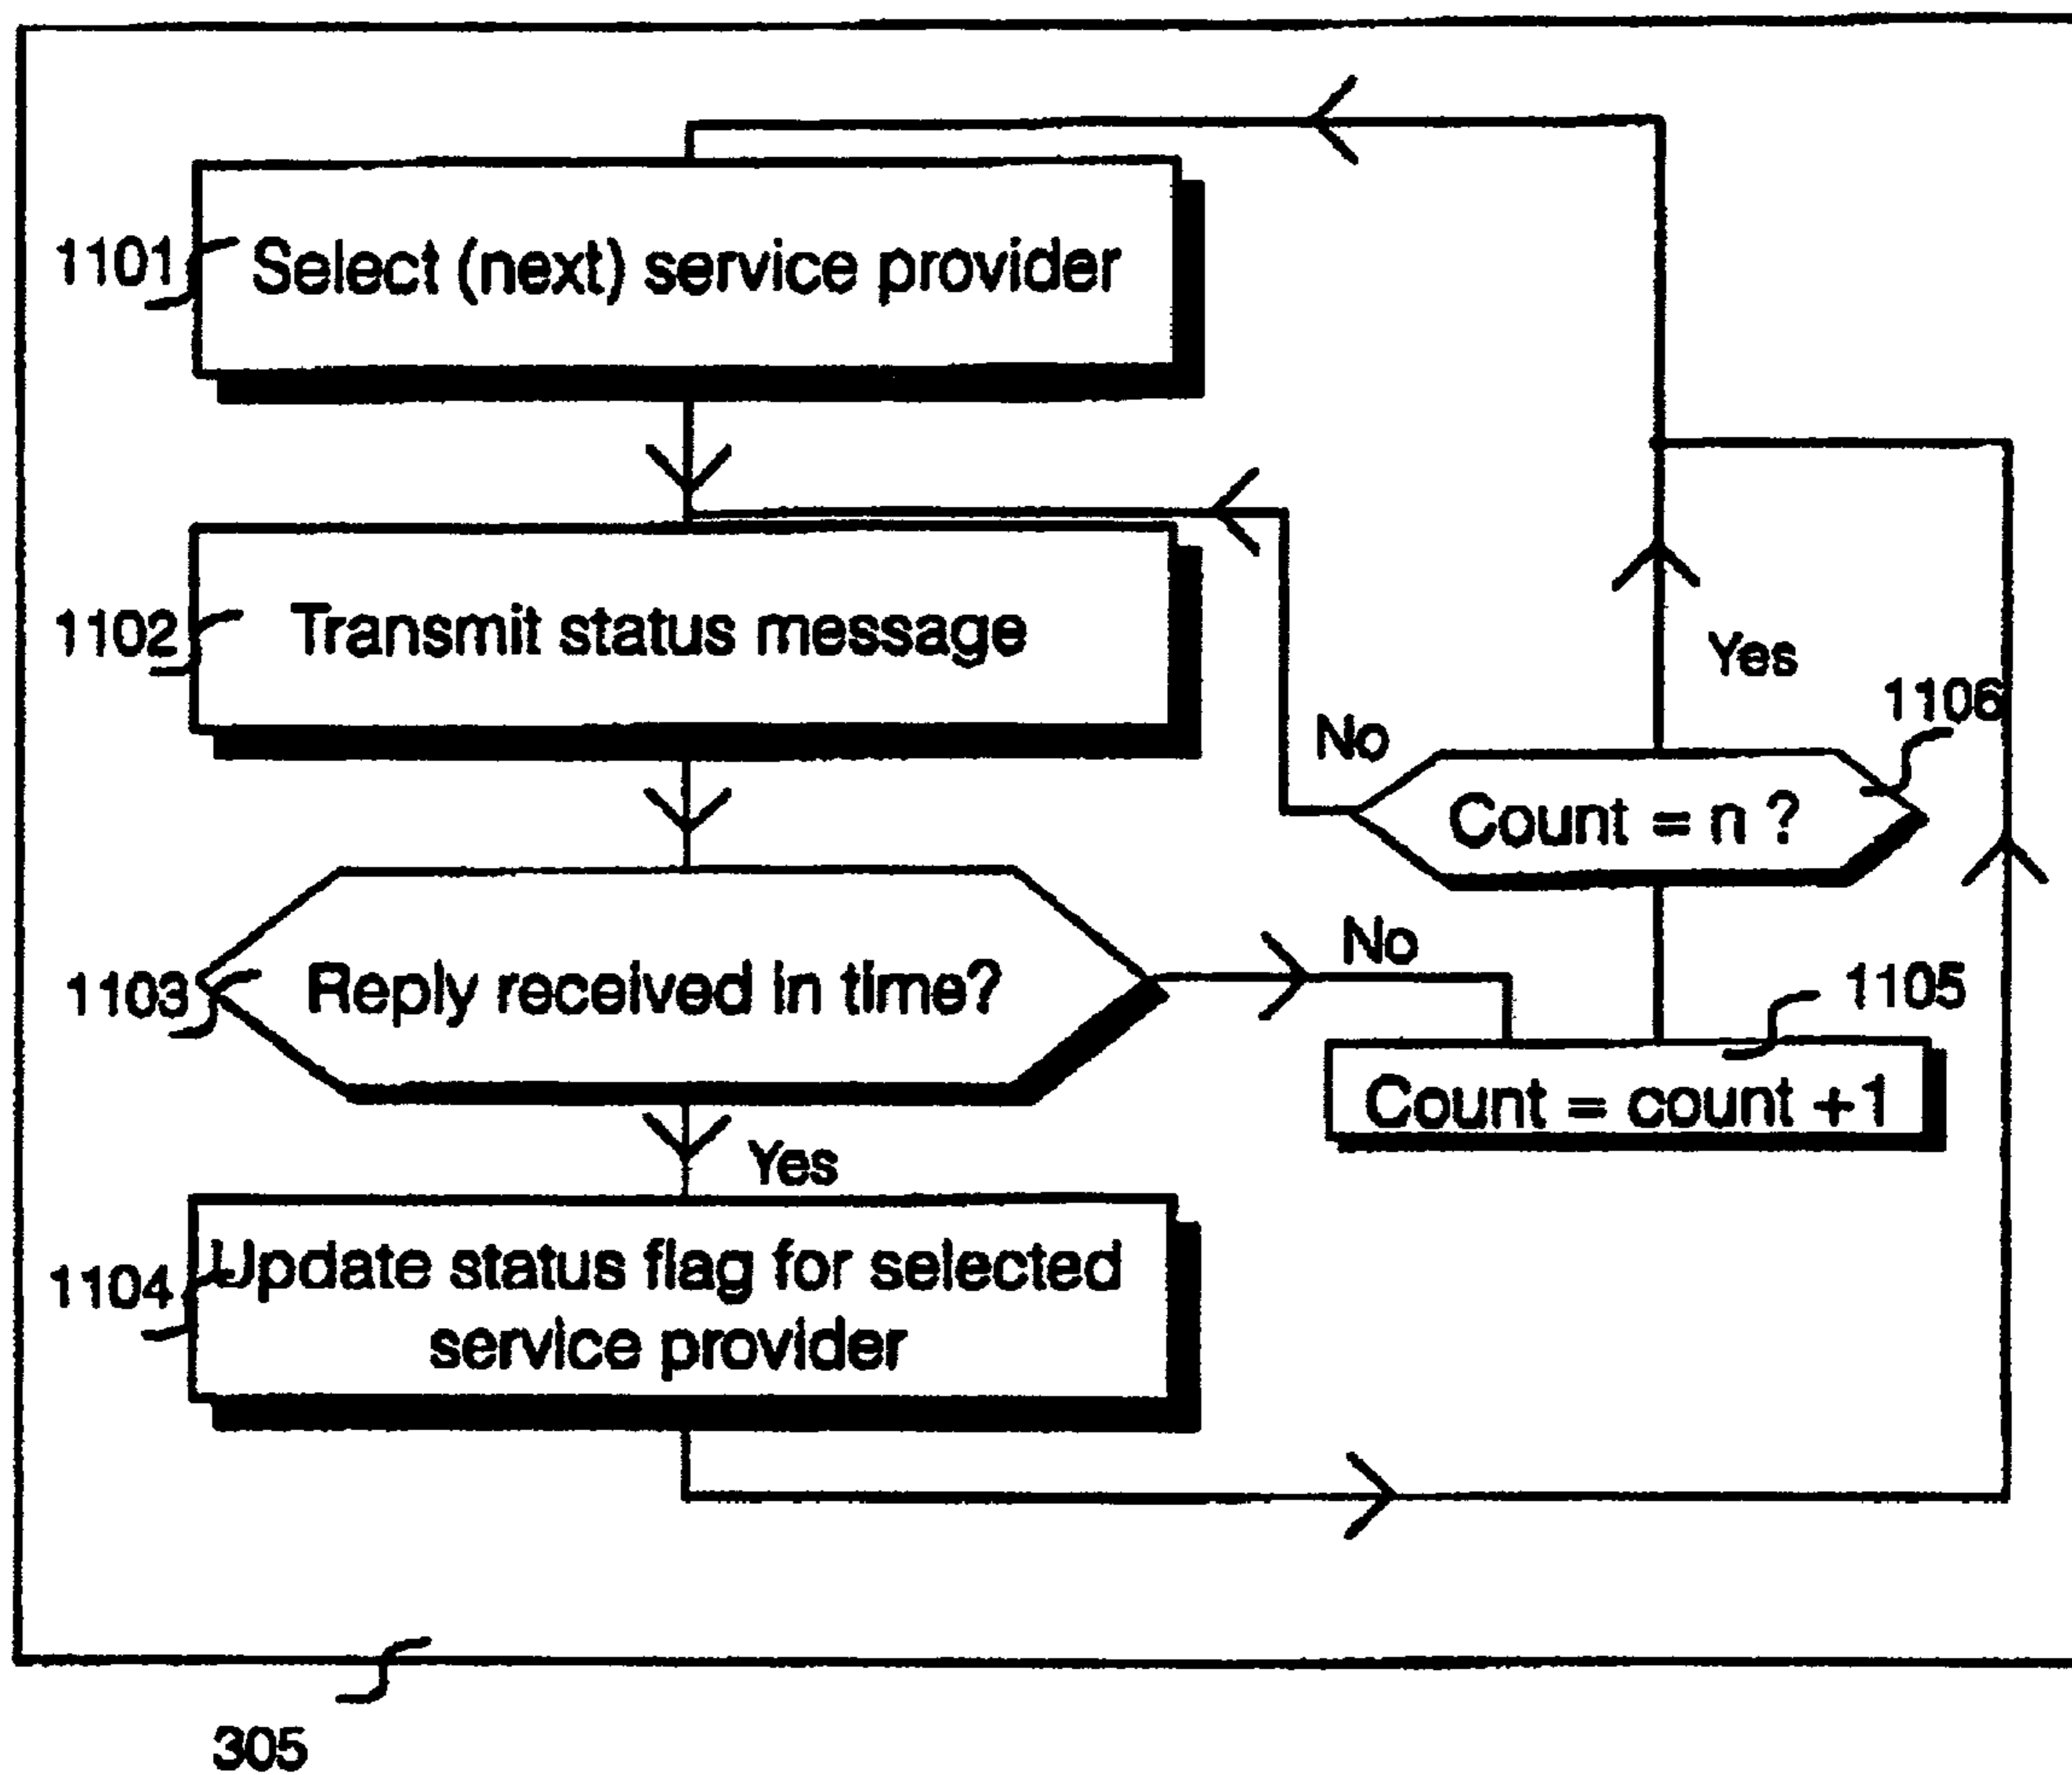 1101 Select (next) service provider
1102 Transmit status message
Yes
1106
No
Count = n ?
1103 Reply received in time?
No
1105
Count = count +1
Yes
1104 Update status flag for selected
service provider
305